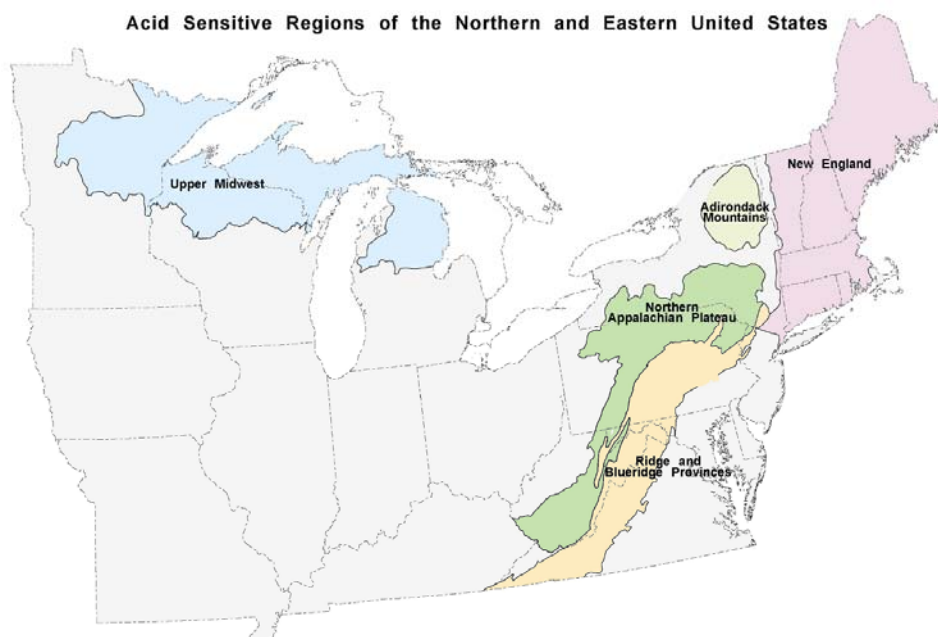 Acid Sensitive Regions of the Northern and Eastern United States
New England
Upper Midwest
Adirondack
Mountains
Northern
Appalachian Plateau
Ridge and
Blueridge Provinces